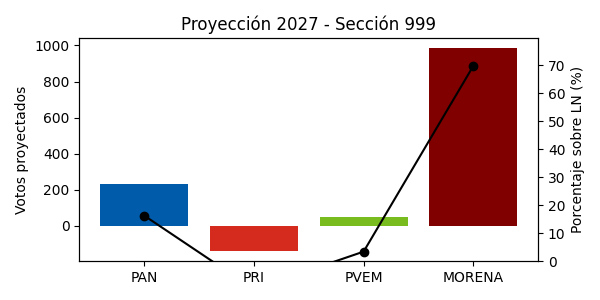 Proyección 2027 - Sección 999
Votos proyectados
1000
800
600
400
200
0
Porcentaje sobre LN (%)
70
60
50
40
30
20
10
0
PAN
PRI
PVEM
MORENA